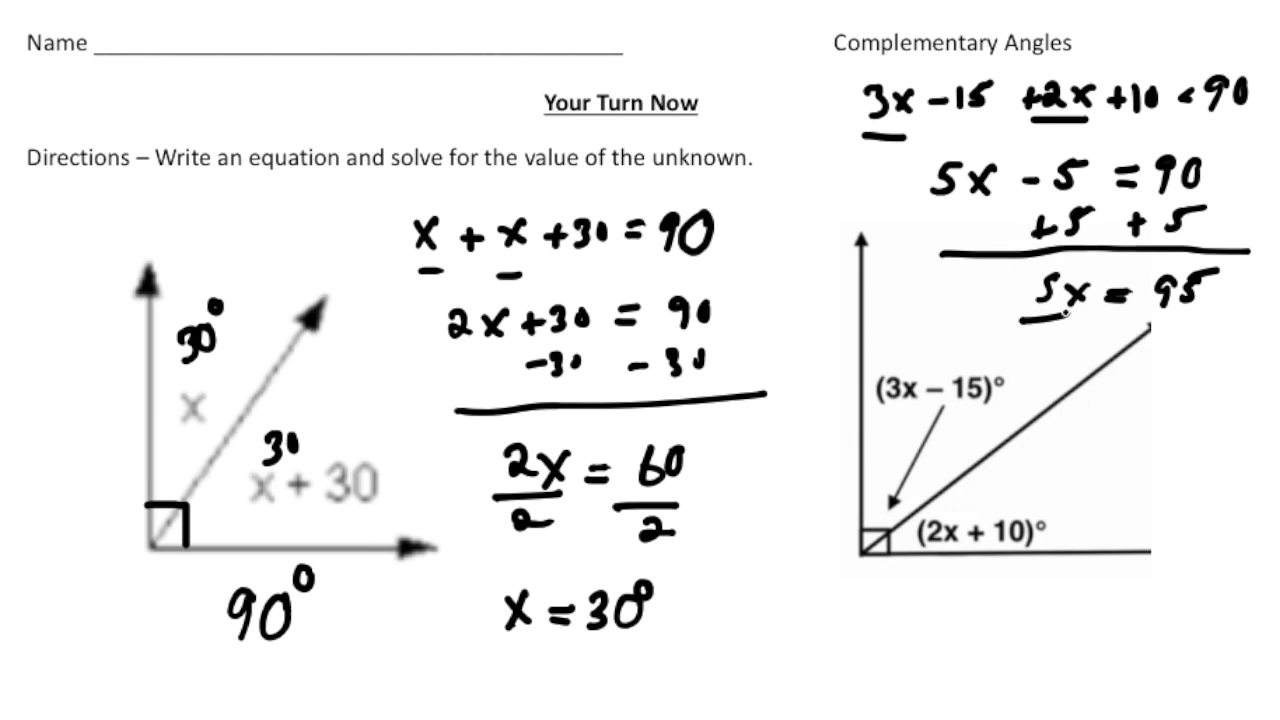 Name ____________________ Complementary Angles
Your Turn Now
Directions – Write an equation and solve for the value of the unknown.
x + x + 30 = 90
2x + 30 = 90
-30 - 30
2x = 60
2 2
x = 30°
30°
x
30
x + 30
90°
3x - 15 + 2x + 10 = 90
5x - 5 = 90
+5 + 5
5x = 95
(3x – 15)°
(2x + 10)°